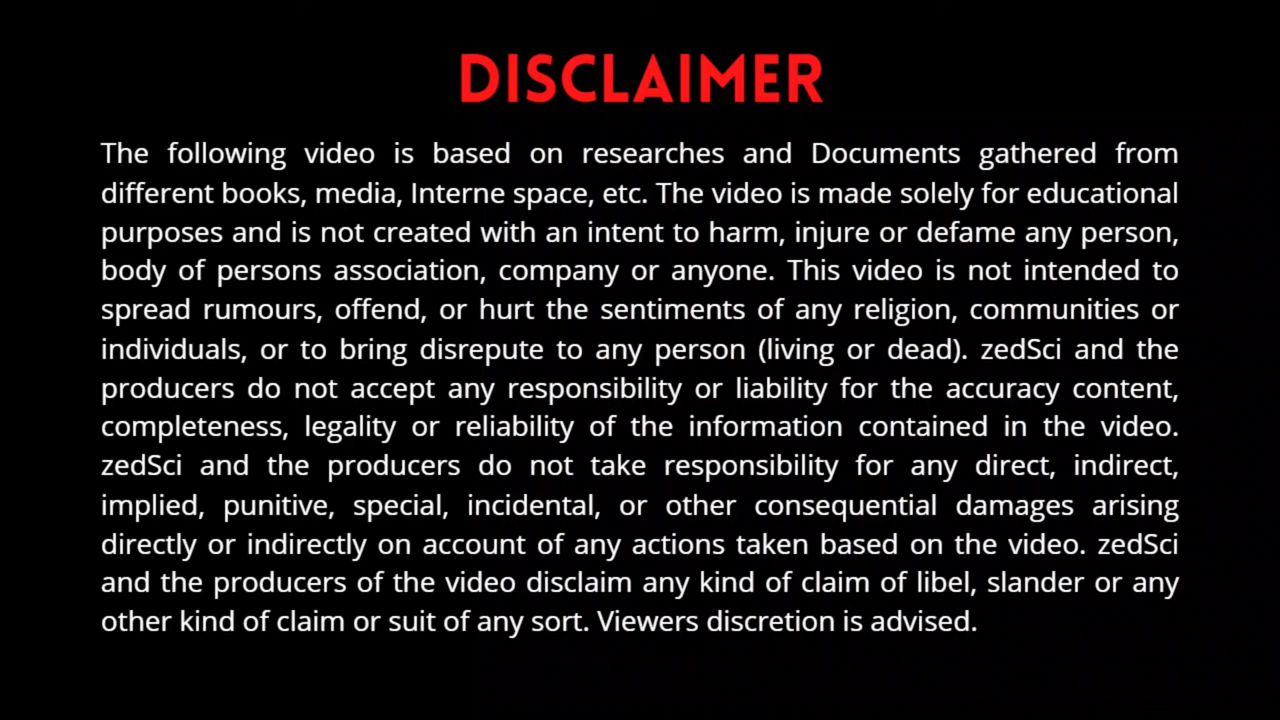 DISCLAIMER
The following video is based on researches and Documents gathered from
different books, media, Interne space, etc. The video is made solely for educational
purposes and is not created with an intent to harm, injure or defame any person,
body of persons association, company or anyone. This video is not intended to
spread rumours, offend, or hurt the sentiments of any religion, communities or
individuals, or to bring disrepute to any person (living or dead). zedSci and the
producers do not accept any responsibility or liability for the accuracy content,
completeness, legality or reliability of the information contained in the video.
zedSci and the producers do not take responsibility for any direct, indirect,
implied, punitive, special, incidental, or other consequential damages arising
directly or indirectly on account of any actions taken based on the video. zedSci
and the producers of the video disclaim any kind of claim of libel, slander or any
other kind of claim or suit of any sort. Viewers discretion is advised.